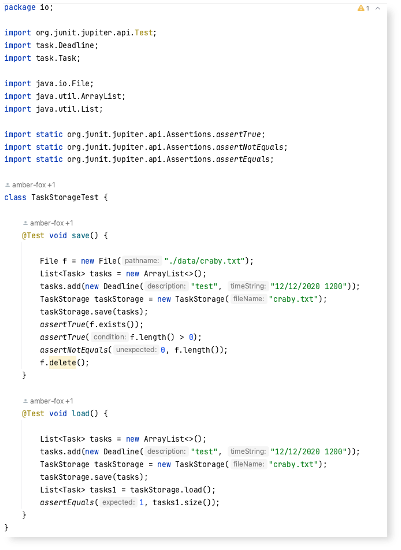 package io;
1
import org.junit.jupiter.api.Test;
import task.Deadline;
import task.Task;
import java.io.File;
import java.util.ArrayList;
import java.util.List;
import static org.junit.jupiter.api.Assertions.assertTrue;
import static org.junit.jupiter.api.Assertions.assertNotEquals;
import static org.junit.jupiter.api.Assertions.assertEquals;
amber-fox +1
class TaskStorageTest {
amber-fox +1
@Test void save() {
File f = new File( pathname: "./data/craby.txt");
List<Task> tasks = new ArrayList<>();
tasks.add(new Deadline( description: "test", timeString: "12/12/2020 1200"));
TaskStorage taskStorage = new TaskStorage( fileName: "craby.txt");
taskStorage.save(tasks);
assertTrue(f.exists());
assertTrue( condition: f.length() > 0);
assertNotEquals( unexpected: 0, f.length());
f.delete();
}
amber-fox +1
@Test void load() {
List<Task> tasks = new ArrayList<>();
tasks.add(new Deadline( description: "test", timeString: "12/12/2020 1200"));
TaskStorage taskStorage = new TaskStorage( fileName: "craby.txt");
taskStorage.save(tasks);
List<Task> tasks1 = taskStorage.load();
assertEquals( expected: 1, tasks1.size());
}
}